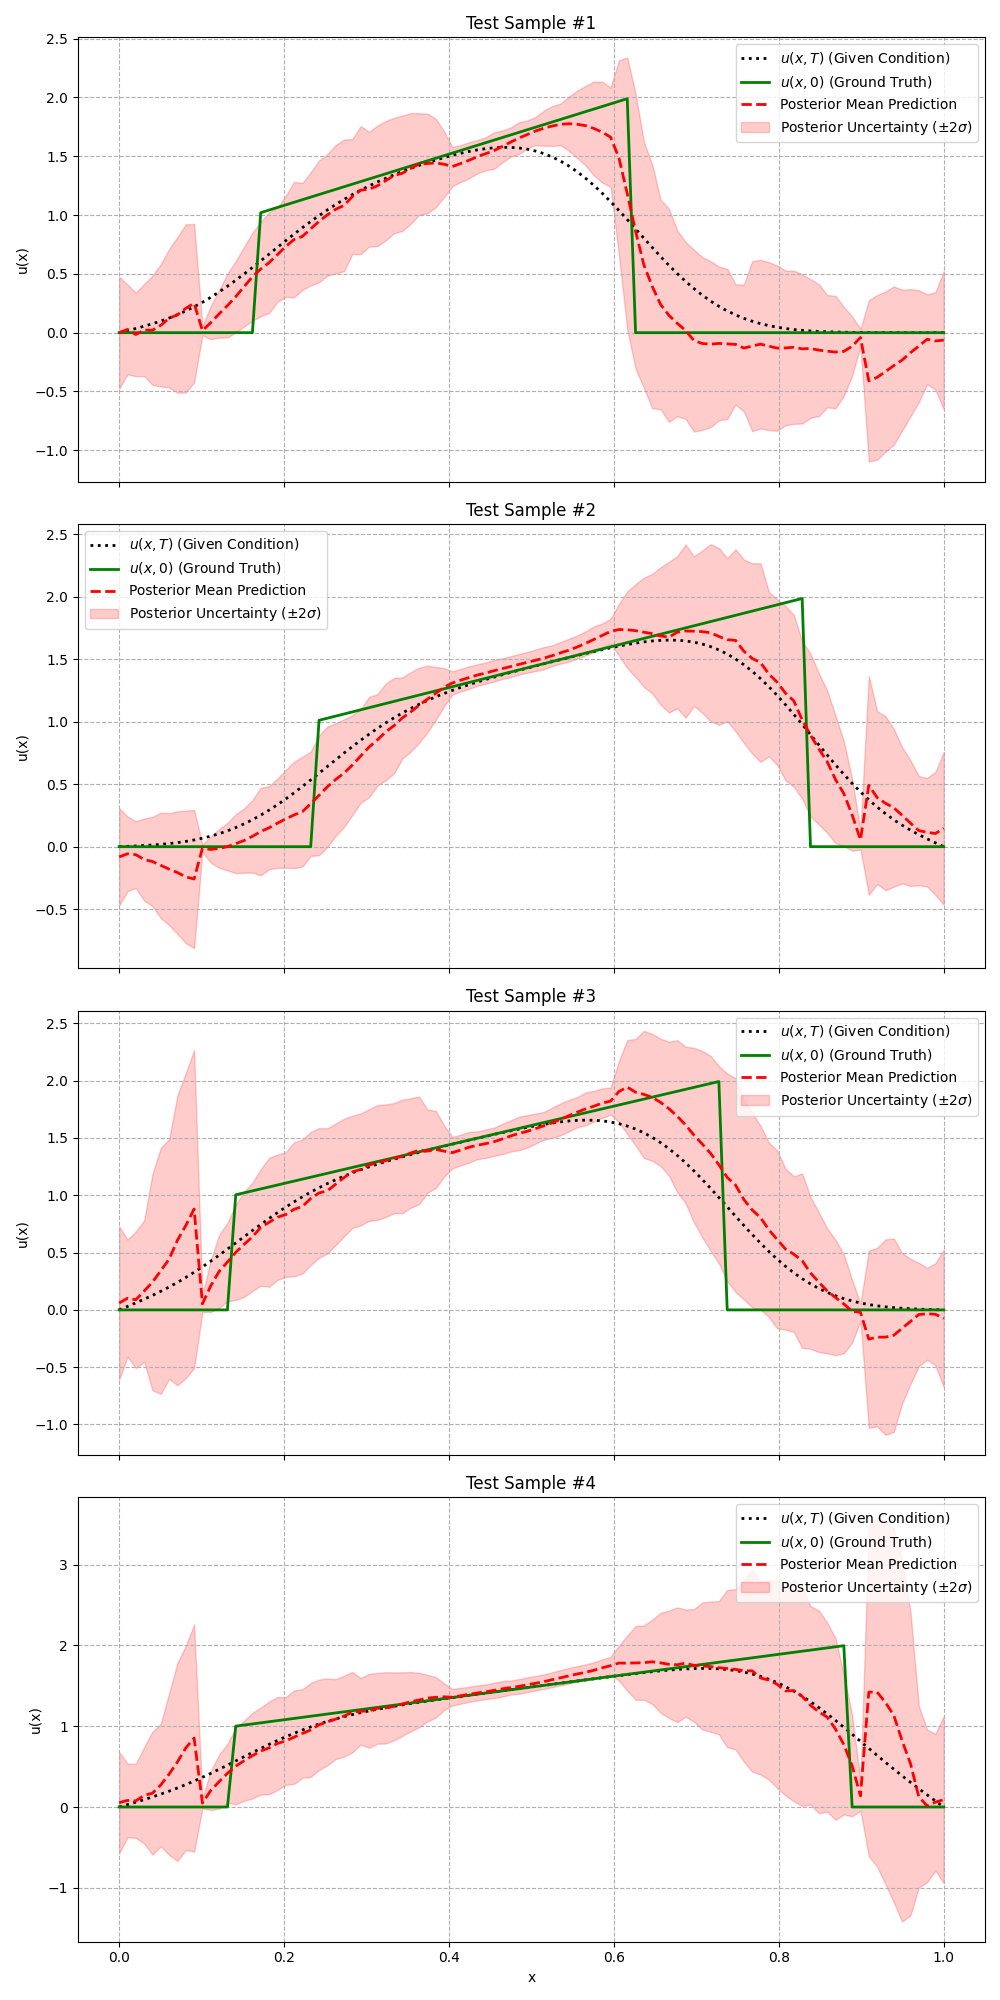 Test Sample #1
2.5
2.0
1.5
1.0
0.5
0.0
−0.5
−1.0
u(x)
u(x, T) (Given Condition)
u(x, 0) (Ground Truth)
Posterior Mean Prediction
Posterior Uncertainty (±2σ)
Test Sample #2
2.5
2.0
1.5
1.0
0.5
0.0
−0.5
u(x)
u(x, T) (Given Condition)
u(x, 0) (Ground Truth)
Posterior Mean Prediction
Posterior Uncertainty (±2σ)
Test Sample #3
2.5
2.0
1.5
1.0
0.5
0.0
−0.5
−1.0
u(x)
u(x, T) (Given Condition)
u(x, 0) (Ground Truth)
Posterior Mean Prediction
Posterior Uncertainty (±2σ)
Test Sample #4
3
2
1
0
−1
u(x)
u(x, T) (Given Condition)
u(x, 0) (Ground Truth)
Posterior Mean Prediction
Posterior Uncertainty (±2σ)
0.0 0.2 0.4 0.6 0.8 1.0
x